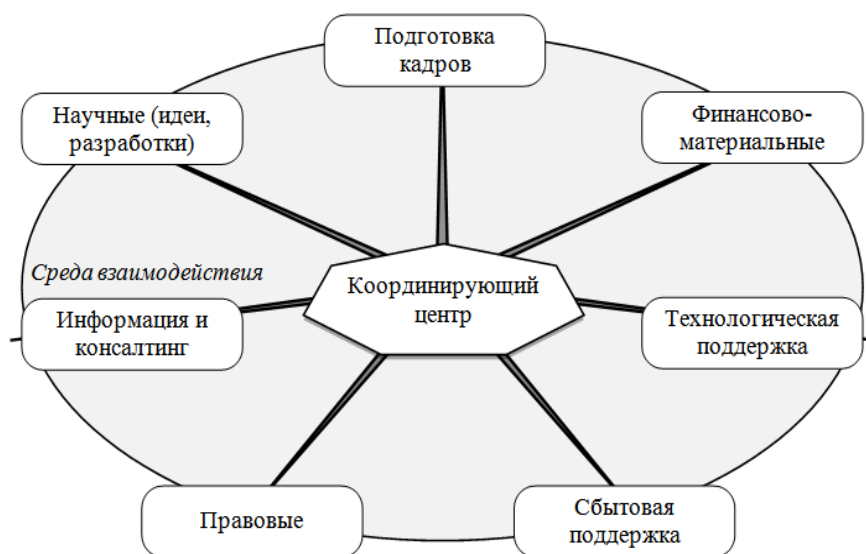 Подготовка
кадров
Научные (идеи,
разработки)
Финансово-
материальные
Среда взаимодействия
Координирующий
центр
Информация и
консалтинг
Технологическая
поддержка
Правовые
Сбытовая
поддержка